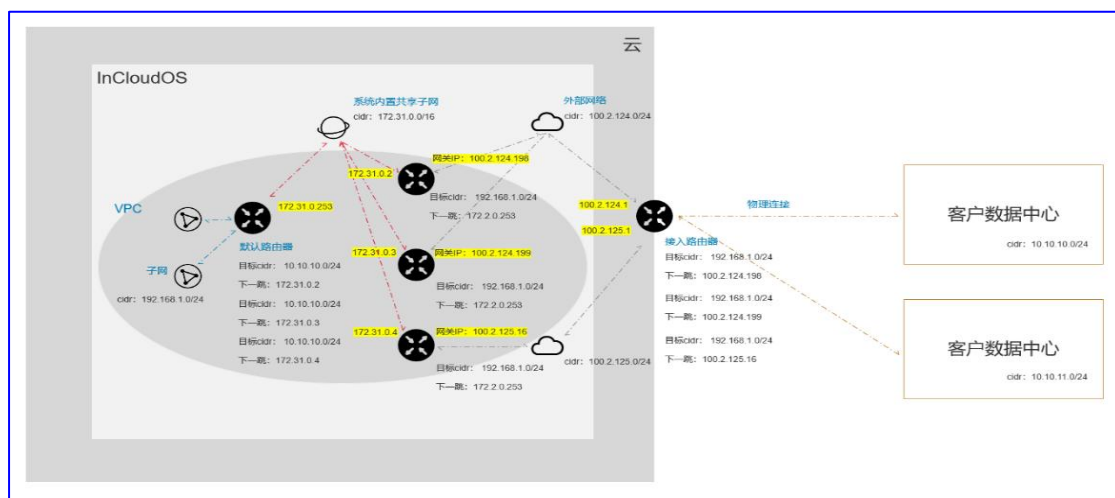 云
InCloudOS
系统内置共享子网
cidr：172.31.0.0/16
外部网络
cidr：100.2.124.0/24
网关IP：100.2.124.198
172.31.0.2
目标cidr： 192.168.1.0/24
下一跳：172.2.0.253
VPC
172.31.0.253
默认路由器
目标cidr：10.10.10.0/24
下一跳：172.31.0.2
目标cidr：10.10.10.0/24
下一跳：172.31.0.3
目标cidr：10.10.10.0/24
下一跳：172.31.0.4
子网
cidr：192.168.1.0/24
172.31.0.3
网关IP：100.2.124.199
目标cidr： 192.168.1.0/24
下一跳：172.2.0.253
172.31.0.4
网关IP：100.2.125.16
目标cidr： 192.168.1.0/24
下一跳：172.2.0.253
cidr：100.2.125.0/24
100.2.124.1
100.2.125.1
接入路由器
目标cidr： 192.168.1.0/24
下一跳：100.2.124.198
目标cidr： 192.168.1.0/24
下一跳：100.2.124.199
目标cidr： 192.168.1.0/24
下一跳：100.2.125.16
物理连接
客户数据中心
cidr：10.10.10.0/24
客户数据中心
cidr：10.10.11.0/24